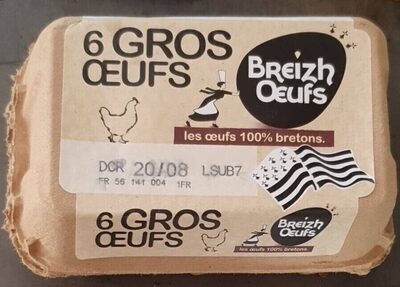 6 GROS
ŒUFS
BREIZH
ŒUFS
les œufs 100% bretons.
DCR 20/08 LSUB7
FR 56 141 004 1FR
6 GROS
ŒUFS
BREIZH
ŒUFS
les œufs 100% bretons.